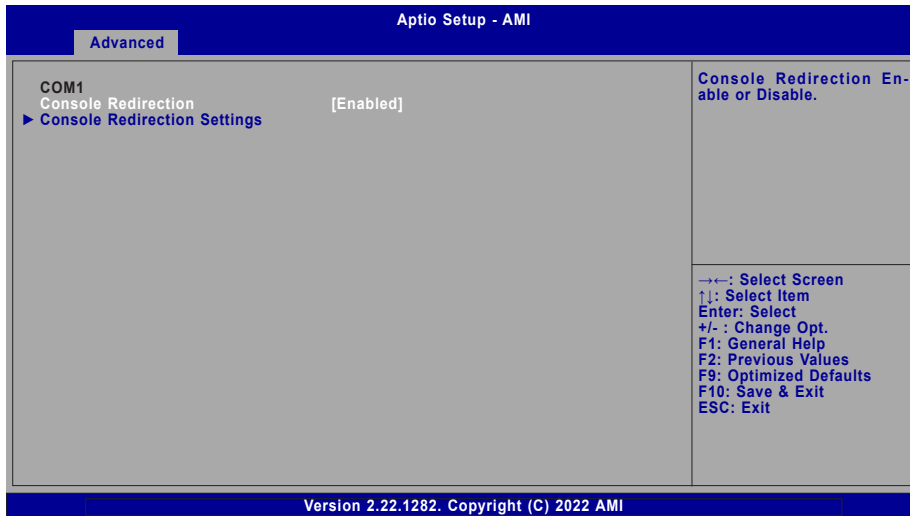 Aptio Setup - AMI
Advanced
COM1
Console Redirection [Enabled]
▶ Console Redirection Settings
Console Redirection En-
able or Disable.
→←: Select Screen
↑↓: Select Item
Enter: Select
+/- : Change Opt.
F1: General Help
F2: Previous Values
F9: Optimized Defaults
F10: Save & Exit
ESC: Exit
Version 2.22.1282. Copyright (C) 2022 AMI